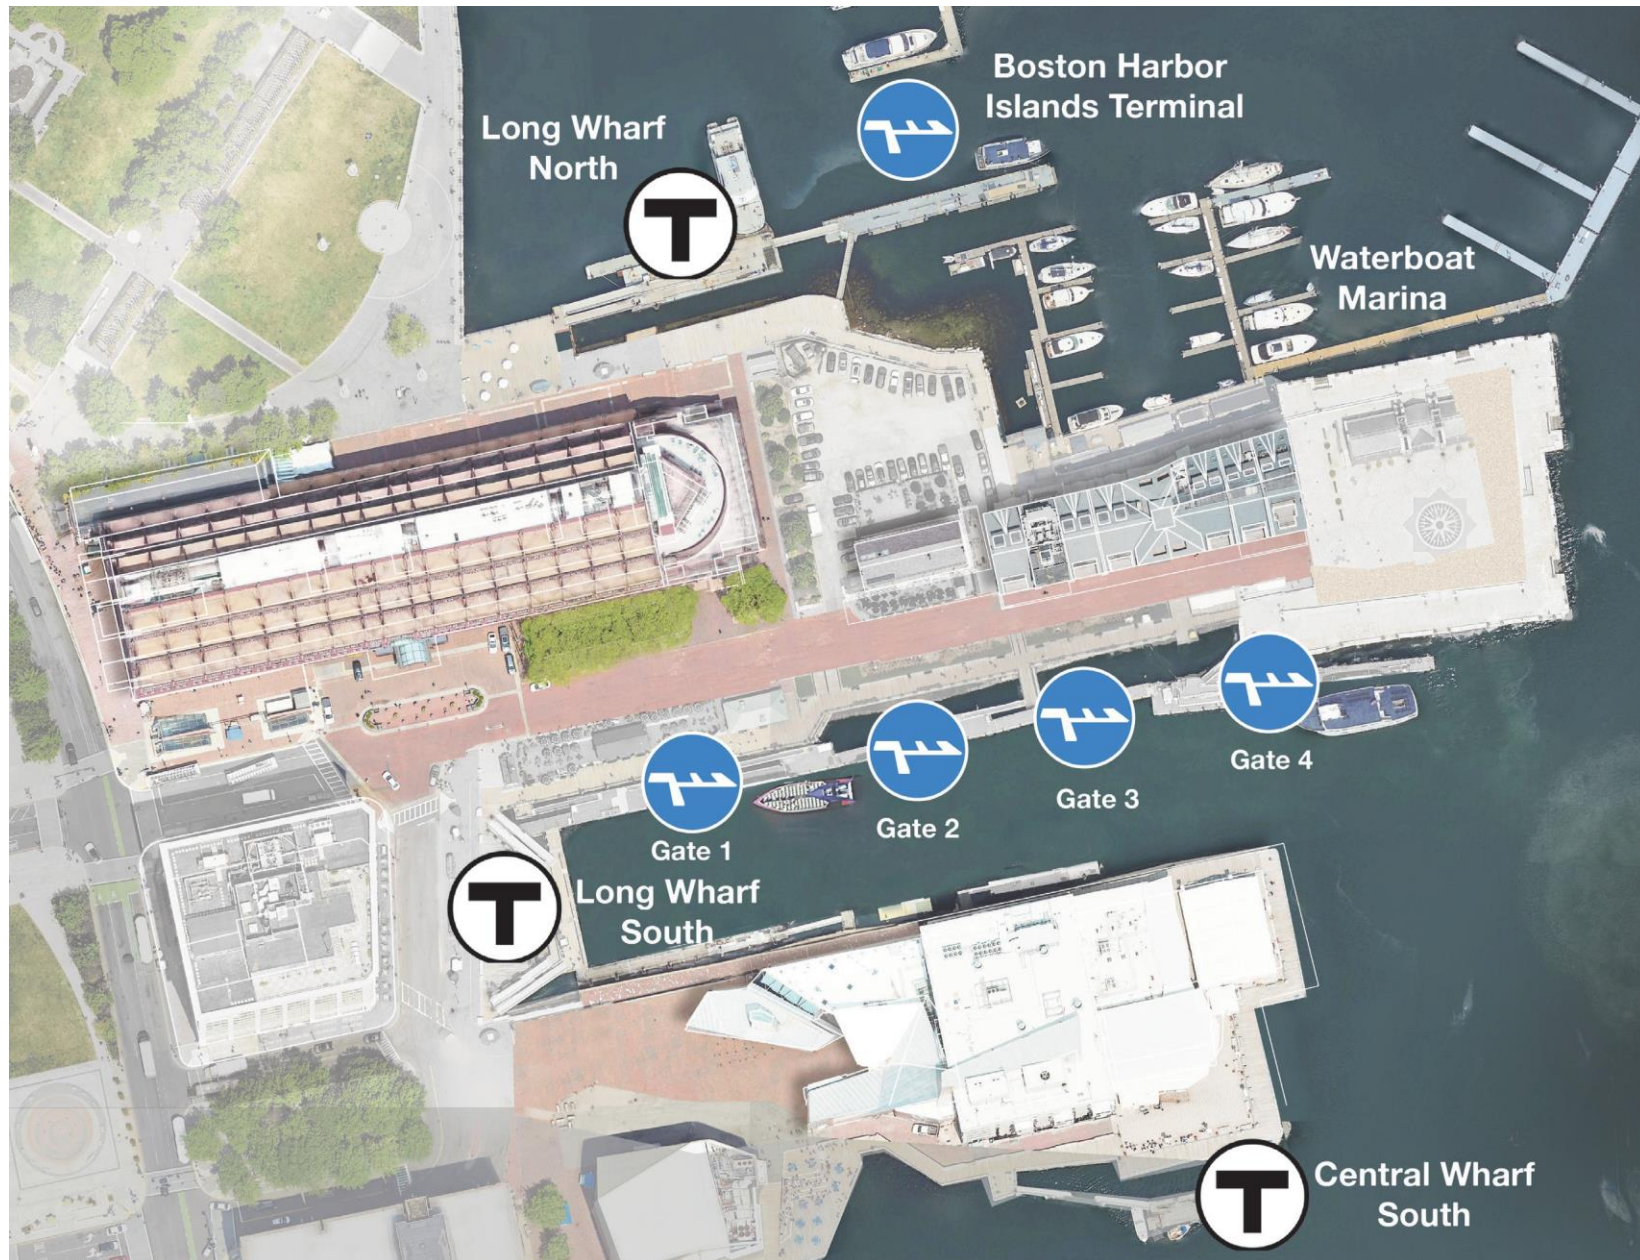 Boston Harbor
Islands Terminal
Long Wharf
North
T
Waterboat
Marina
Gate 4
Gate 3
Gate 2
Gate 1
T
Long Wharf
South
T
Central Wharf
South